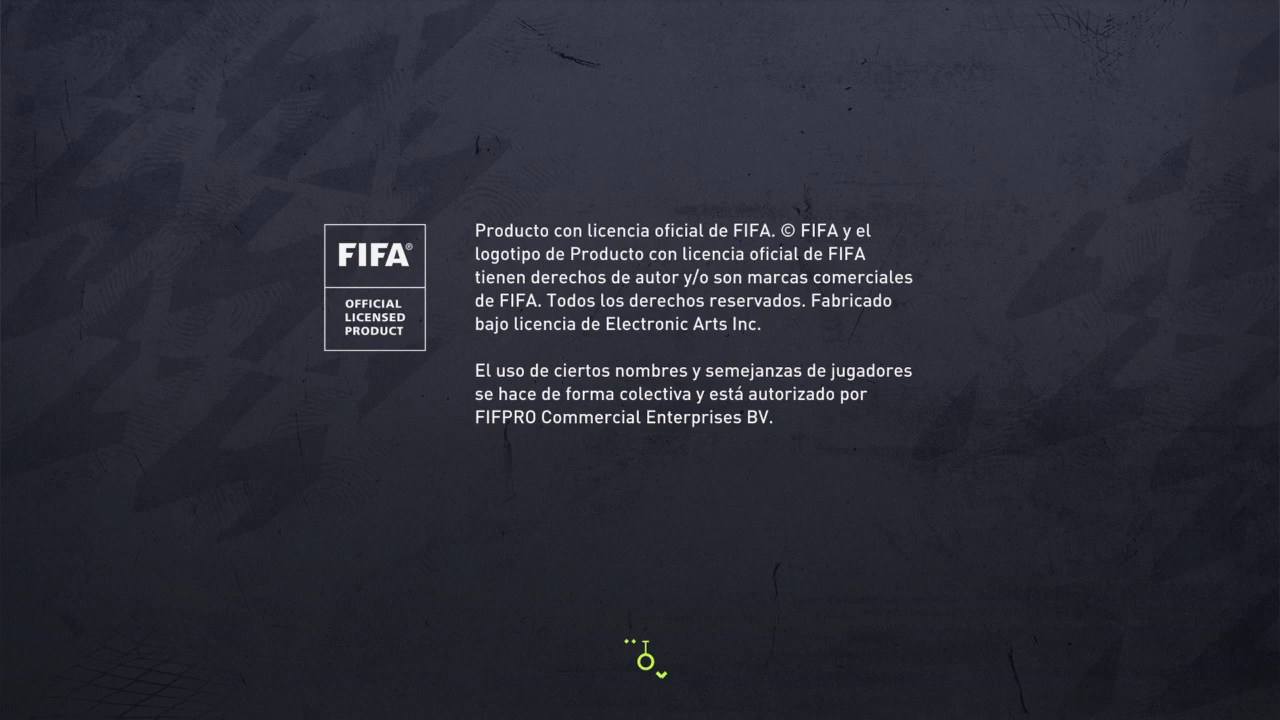 FIFA®
OFFICIAL
LICENSED
PRODUCT
Producto con licencia oficial de FIFA. © FIFA y el
logotipo de Producto con licencia oficial de FIFA
tienen derechos de autor y/o son marcas comerciales
de FIFA. Todos los derechos reservados. Fabricado
bajo licencia de Electronic Arts Inc.
El uso de ciertos nombres y semejanzas de jugadores
se hace de forma colectiva y está autorizado por
FIFPRO Commercial Enterprises BV.